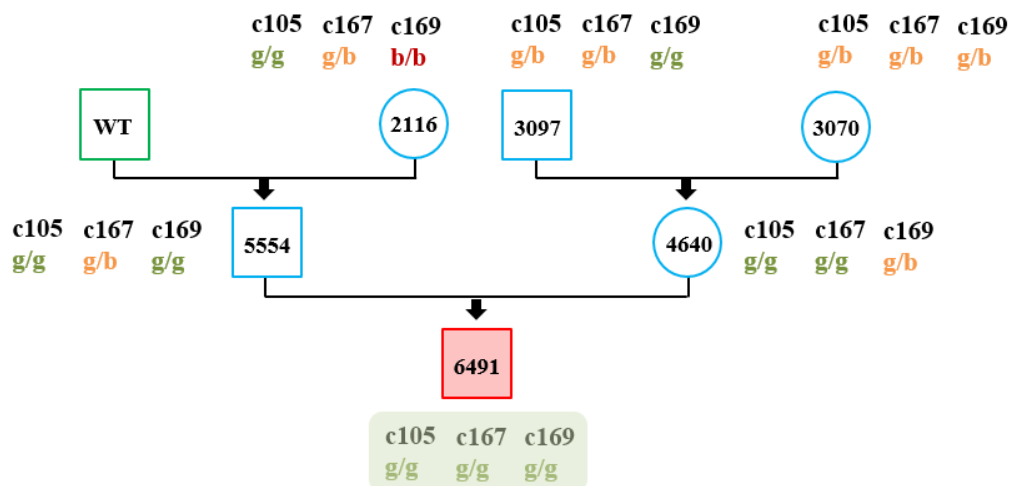 c105 c167 c169
g/g g/b b/b
c105 c167 c169
g/b g/b g/g
c105 c167 c169
g/b g/b g/b
WT
2116
3097
3070
c105 c167 c169
g/g g/b g/g
5554
4640
c105 c167 c169
g/g g/g g/b
6491
c105 c167 c169
g/g g/g g/g